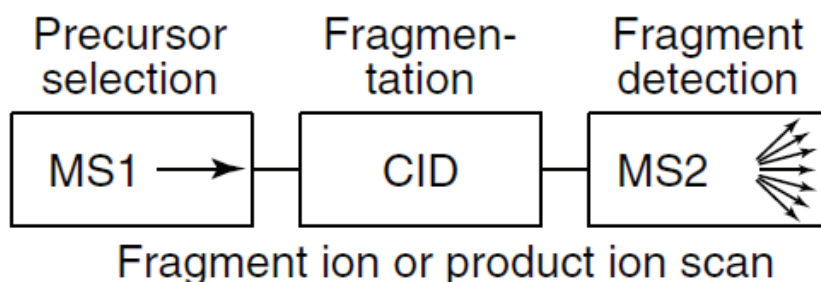 Precursor
selection
Fragmen-
tation
Fragment
detection
MS1
CID
MS2
Fragment ion or product ion scan